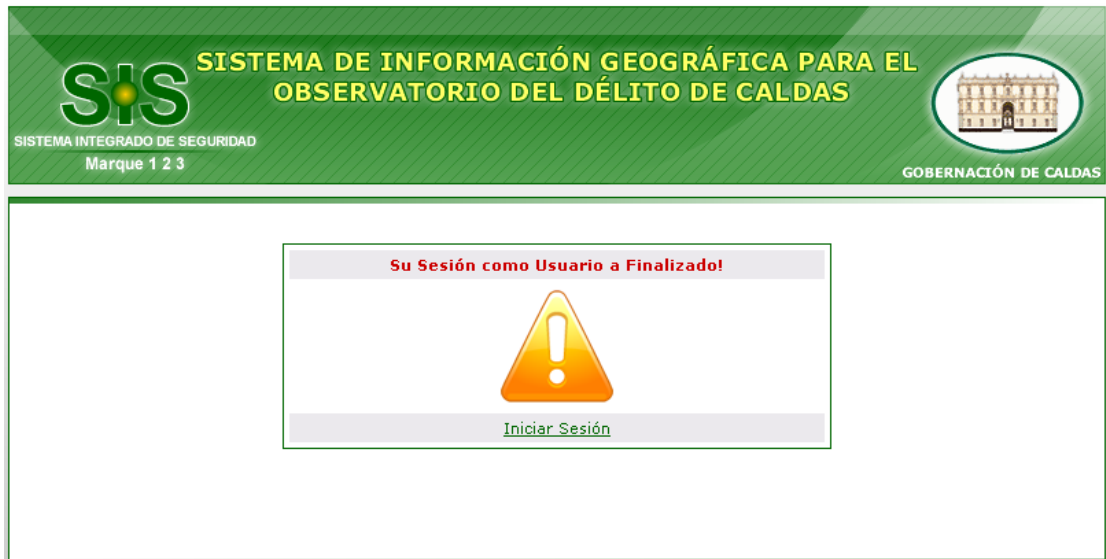 SISTEMA DE INFORMACIÓN GEOGRÁFICA PARA EL
OBSERVATORIO DEL DÉLITO DE CALDAS
SIS
SISTEMA INTEGRADO DE SEGURIDAD
Marque 1 2 3
GOBERNACIÓN DE CALDAS
Su Sesión como Usuario a Finalizado!
Iniciar Sesión